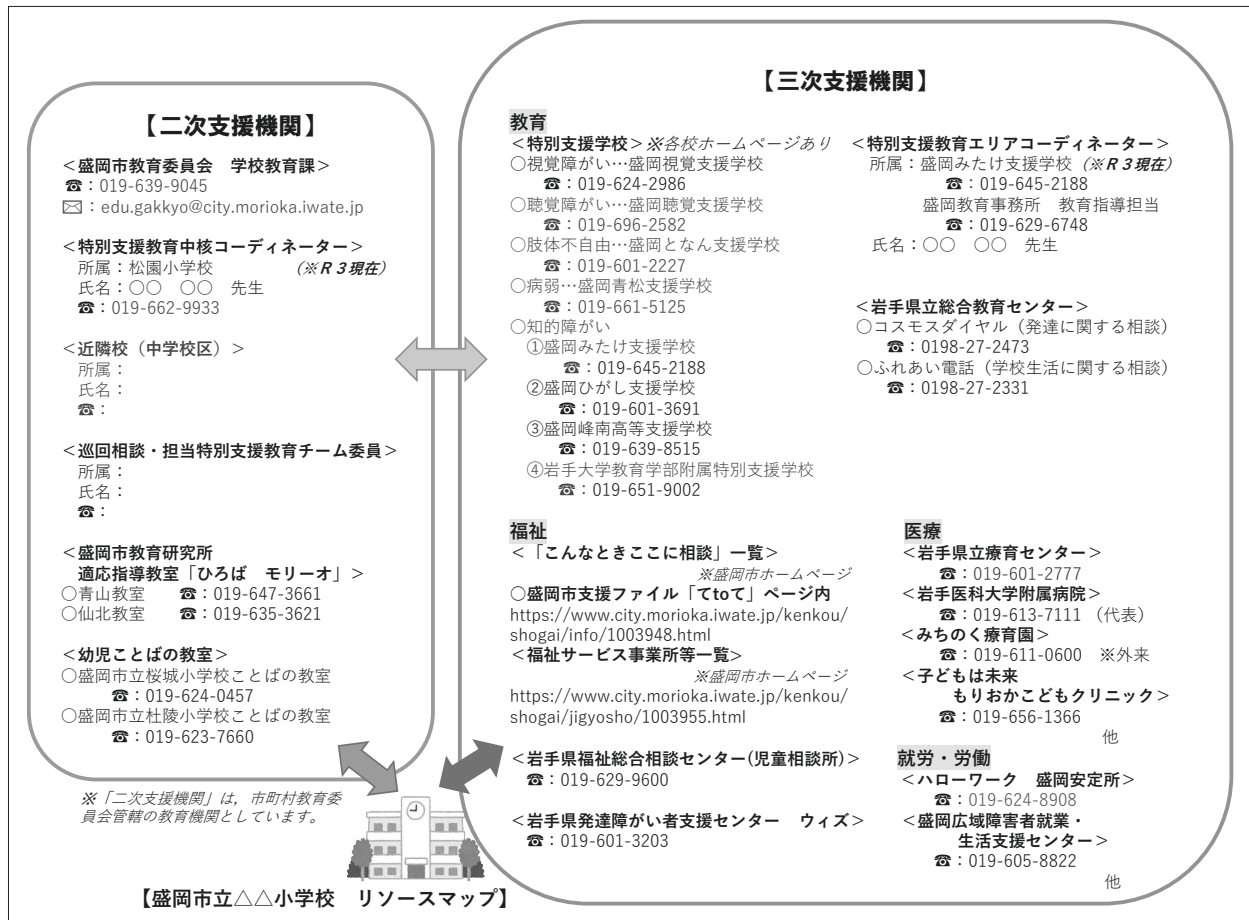 【二次支援機関】
＜盛岡市教育委員会　学校教育課＞
☎：019-639-9045
✉：edu.gakkyo@city.morioka.iwate.jp
＜特別支援教育中核コーディネーター＞
所属：松園小学校　（※R３現在）
氏名：○○　○○　先生
☎：019-662-9933
＜近隣校（中学校区）＞
所属：
氏名：
☎：
＜巡回相談・担当特別支援教育チーム委員＞
所属：
氏名：
☎：
＜盛岡市教育研究所
適応指導教室「ひろば　モリーオ」＞
○青山教室　☎：019-647-3661
○仙北教室　☎：019-635-3621
＜幼児ことばの教室＞
○盛岡市立桜城小学校ことばの教室
☎：019-624-0457
○盛岡市立杜陵小学校ことばの教室
☎：019-623-7660
※「二次支援機関」は，市町村教育委
員会管轄の教育機関としています。
【三次支援機関】
教育
＜特別支援学校＞※各校ホームページあり
○視覚障がい…盛岡視覚支援学校
☎：019-624-2986
○聴覚障がい…盛岡聴覚支援学校
☎：019-696-2582
○肢体不自由…盛岡となん支援学校
☎：019-601-2227
○病弱…盛岡青松支援学校
☎：019-661-5125
○知的障がい
①盛岡みたけ支援学校
☎：019-645-2188
②盛岡ひがし支援学校
☎：019-601-3691
③盛岡峰南高等支援学校
☎：019-639-8515
④岩手大学教育学部附属特別支援学校
☎：019-651-9002
＜特別支援教育エリアコーディネーター＞
所属：盛岡みたけ支援学校（※R３現在）
☎：019-645-2188
盛岡教育事務所　教育指導担当
☎：019-629-6748
氏名：○○　○○　先生
＜岩手県立総合教育センター＞
○コスモスダイヤル（発達に関する相談）
☎：0198-27-2473
○ふれあい電話（学校生活に関する相談）
☎：0198-27-2331
福祉
＜「こんなときここに相談」一覧＞
※盛岡市ホームページ
○盛岡市支援ファイル「てtoて」ページ内
https://www.city.morioka.iwate.jp/kenkou/
shogai/info/1003948.html
＜福祉サービス事業所等一覧＞
※盛岡市ホームページ
https://www.city.morioka.iwate.jp/kenkou/
shogai/jigyosho/1003955.html
＜岩手県福祉総合相談センター(児童相談所)＞
☎：019-629-9600
＜岩手県発達障がい者支援センター　ウィズ＞
☎：019-601-3203
医療
＜岩手県立療育センター＞
☎：019-601-2777
＜岩手医科大学附属病院＞
☎：019-613-7111　（代表）
＜みちのく療育園＞
☎：019-611-0600　※外来
＜子どもは未来
もりおかこどもクリニック＞
☎：019-656-1366
他
就労・労働
＜ハローワーク　盛岡安定所＞
☎：019-624-8908
＜盛岡広域障害者就業・
生活支援センター＞
☎：019-605-8822
他
【盛岡市立△△小学校　リソースマップ】